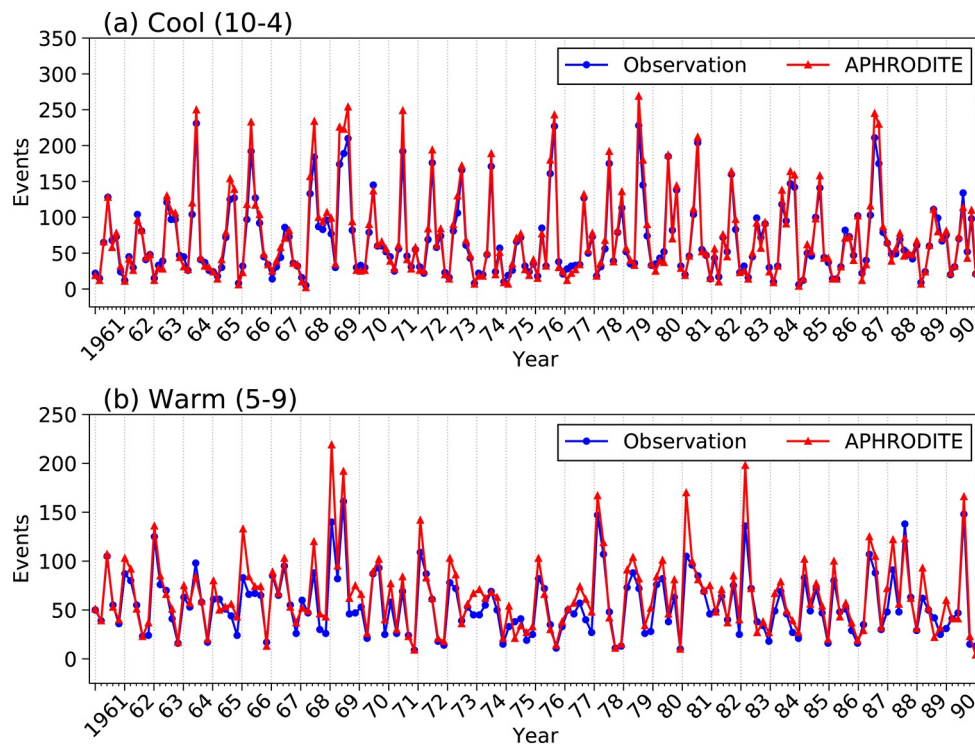 (a) Cool (10-4)
350
300
250
200
150
100
50
0
Events
Observation APHRODITE
1961 62 63 64 65 66 67 68 69 70 71 72 73 74 75 76 77 78 79 80 81 82 83 84 85 86 87 88 89 90
Year
(b) Warm (5-9)
250
200
150
100
50
0
Events
Observation APHRODITE
1961 62 63 64 65 66 67 68 69 70 71 72 73 74 75 76 77 78 79 80 81 82 83 84 85 86 87 88 89 90
Year